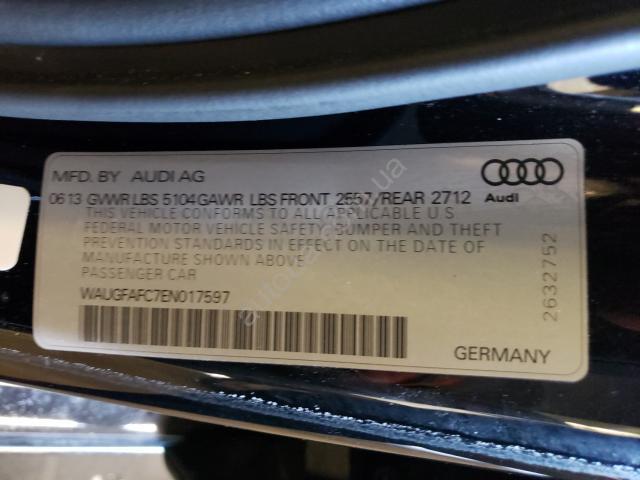 MFD. BY AUDI AG
0613 GVWR LBS 5104 GAWR LBS FRONT 2557/REAR 2712
Audi
THIS VEHICLE CONFORMS TO ALL APPLICABLE U S
FEDERAL MOTOR VEHICLE SAFETY, BUMPER AND THEFT
PREVENTION STANDARDS IN EFFECT ON THE DATE OF
MANUFACTURE SHOWN ABOVE
PASSENGER CAR
WAUGFAFC7EN017597
2632752
GERMANY